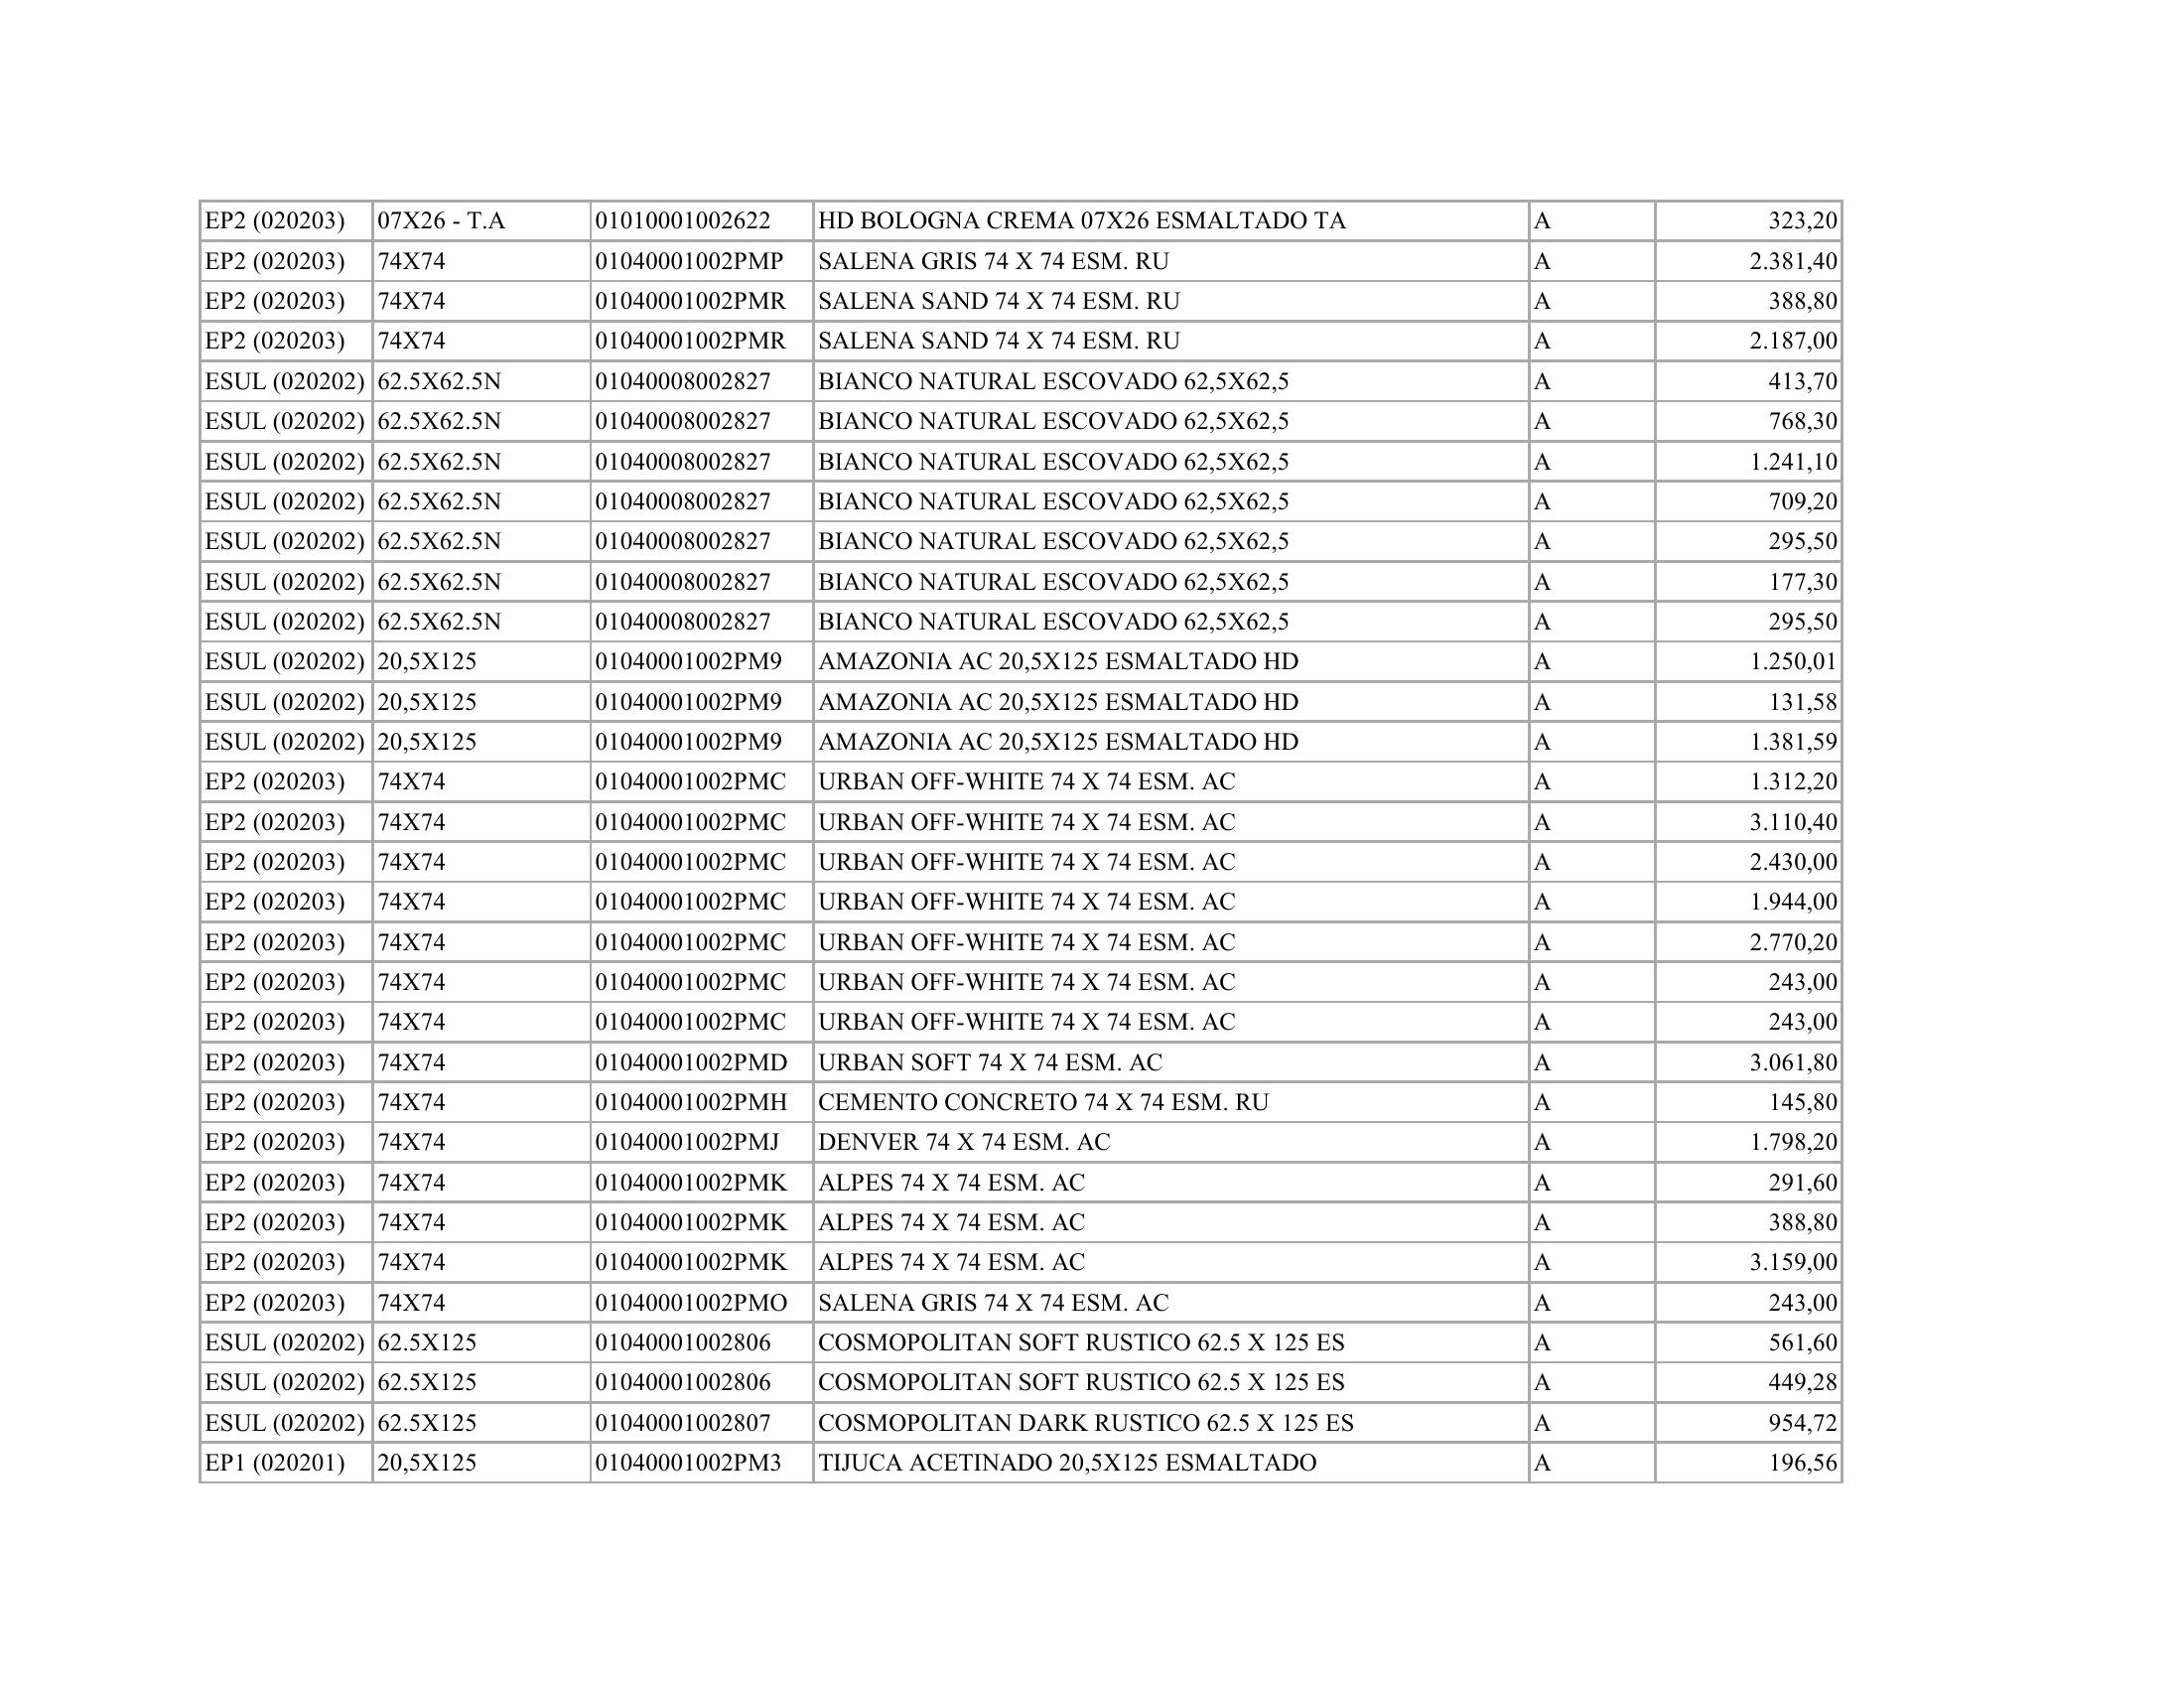 EP2 (020203) 07X26 - T.A 01010001002622 HD BOLOGNA CREMA 07X26 ESMALTADO TA A 323,20
EP2 (020203) 74X74 01040001002PMP SALENA GRIS 74 X 74 ESM. RU A 2.381,40
EP2 (020203) 74X74 01040001002PMR SALENA SAND 74 X 74 ESM. RU A 388,80
EP2 (020203) 74X74 01040001002PMR SALENA SAND 74 X 74 ESM. RU A 2.187,00
ESUL (020202) 62.5X62.5N 01040008002827 BIANCO NATURAL ESCOVADO 62,5X62,5 A 413,70
ESUL (020202) 62.5X62.5N 01040008002827 BIANCO NATURAL ESCOVADO 62,5X62,5 A 768,30
ESUL (020202) 62.5X62.5N 01040008002827 BIANCO NATURAL ESCOVADO 62,5X62,5 A 1.241,10
ESUL (020202) 62.5X62.5N 01040008002827 BIANCO NATURAL ESCOVADO 62,5X62,5 A 709,20
ESUL (020202) 62.5X62.5N 01040008002827 BIANCO NATURAL ESCOVADO 62,5X62,5 A 295,50
ESUL (020202) 62.5X62.5N 01040008002827 BIANCO NATURAL ESCOVADO 62,5X62,5 A 177,30
ESUL (020202) 62.5X62.5N 01040008002827 BIANCO NATURAL ESCOVADO 62,5X62,5 A 295,50
ESUL (020202) 20,5X125 01040001002PM9 AMAZONIA AC 20,5X125 ESMALTADO HD A 1.250,01
ESUL (020202) 20,5X125 01040001002PM9 AMAZONIA AC 20,5X125 ESMALTADO HD A 131,58
ESUL (020202) 20,5X125 01040001002PM9 AMAZONIA AC 20,5X125 ESMALTADO HD A 1.381,59
EP2 (020203) 74X74 01040001002PMC URBAN OFF-WHITE 74 X 74 ESM. AC A 1.312,20
EP2 (020203) 74X74 01040001002PMC URBAN OFF-WHITE 74 X 74 ESM. AC A 3.110,40
EP2 (020203) 74X74 01040001002PMC URBAN OFF-WHITE 74 X 74 ESM. AC A 2.430,00
EP2 (020203) 74X74 01040001002PMC URBAN OFF-WHITE 74 X 74 ESM. AC A 1.944,00
EP2 (020203) 74X74 01040001002PMC URBAN OFF-WHITE 74 X 74 ESM. AC A 2.770,20
EP2 (020203) 74X74 01040001002PMC URBAN OFF-WHITE 74 X 74 ESM. AC A 243,00
EP2 (020203) 74X74 01040001002PMC URBAN OFF-WHITE 74 X 74 ESM. AC A 243,00
EP2 (020203) 74X74 01040001002PMD URBAN SOFT 74 X 74 ESM. AC A 3.061,80
EP2 (020203) 74X74 01040001002PMH CEMENTO CONCRETO 74 X 74 ESM. RU A 145,80
EP2 (020203) 74X74 01040001002PMJ DENVER 74 X 74 ESM. AC A 1.798,20
EP2 (020203) 74X74 01040001002PMK ALPES 74 X 74 ESM. AC A 291,60
EP2 (020203) 74X74 01040001002PMK ALPES 74 X 74 ESM. AC A 388,80
EP2 (020203) 74X74 01040001002PMK ALPES 74 X 74 ESM. AC A 3.159,00
EP2 (020203) 74X74 01040001002PMO SALENA GRIS 74 X 74 ESM. AC A 243,00
ESUL (020202) 62.5X125 01040001002806 COSMOPOLITAN SOFT RUSTICO 62.5 X 125 ES A 561,60
ESUL (020202) 62.5X125 01040001002806 COSMOPOLITAN SOFT RUSTICO 62.5 X 125 ES A 449,28
ESUL (020202) 62.5X125 01040001002807 COSMOPOLITAN DARK RUSTICO 62.5 X 125 ES A 954,72
EP1 (020201) 20,5X125 01040001002PM3 TIJUCA ACETINADO 20,5X125 ESMALTADO A 196,56